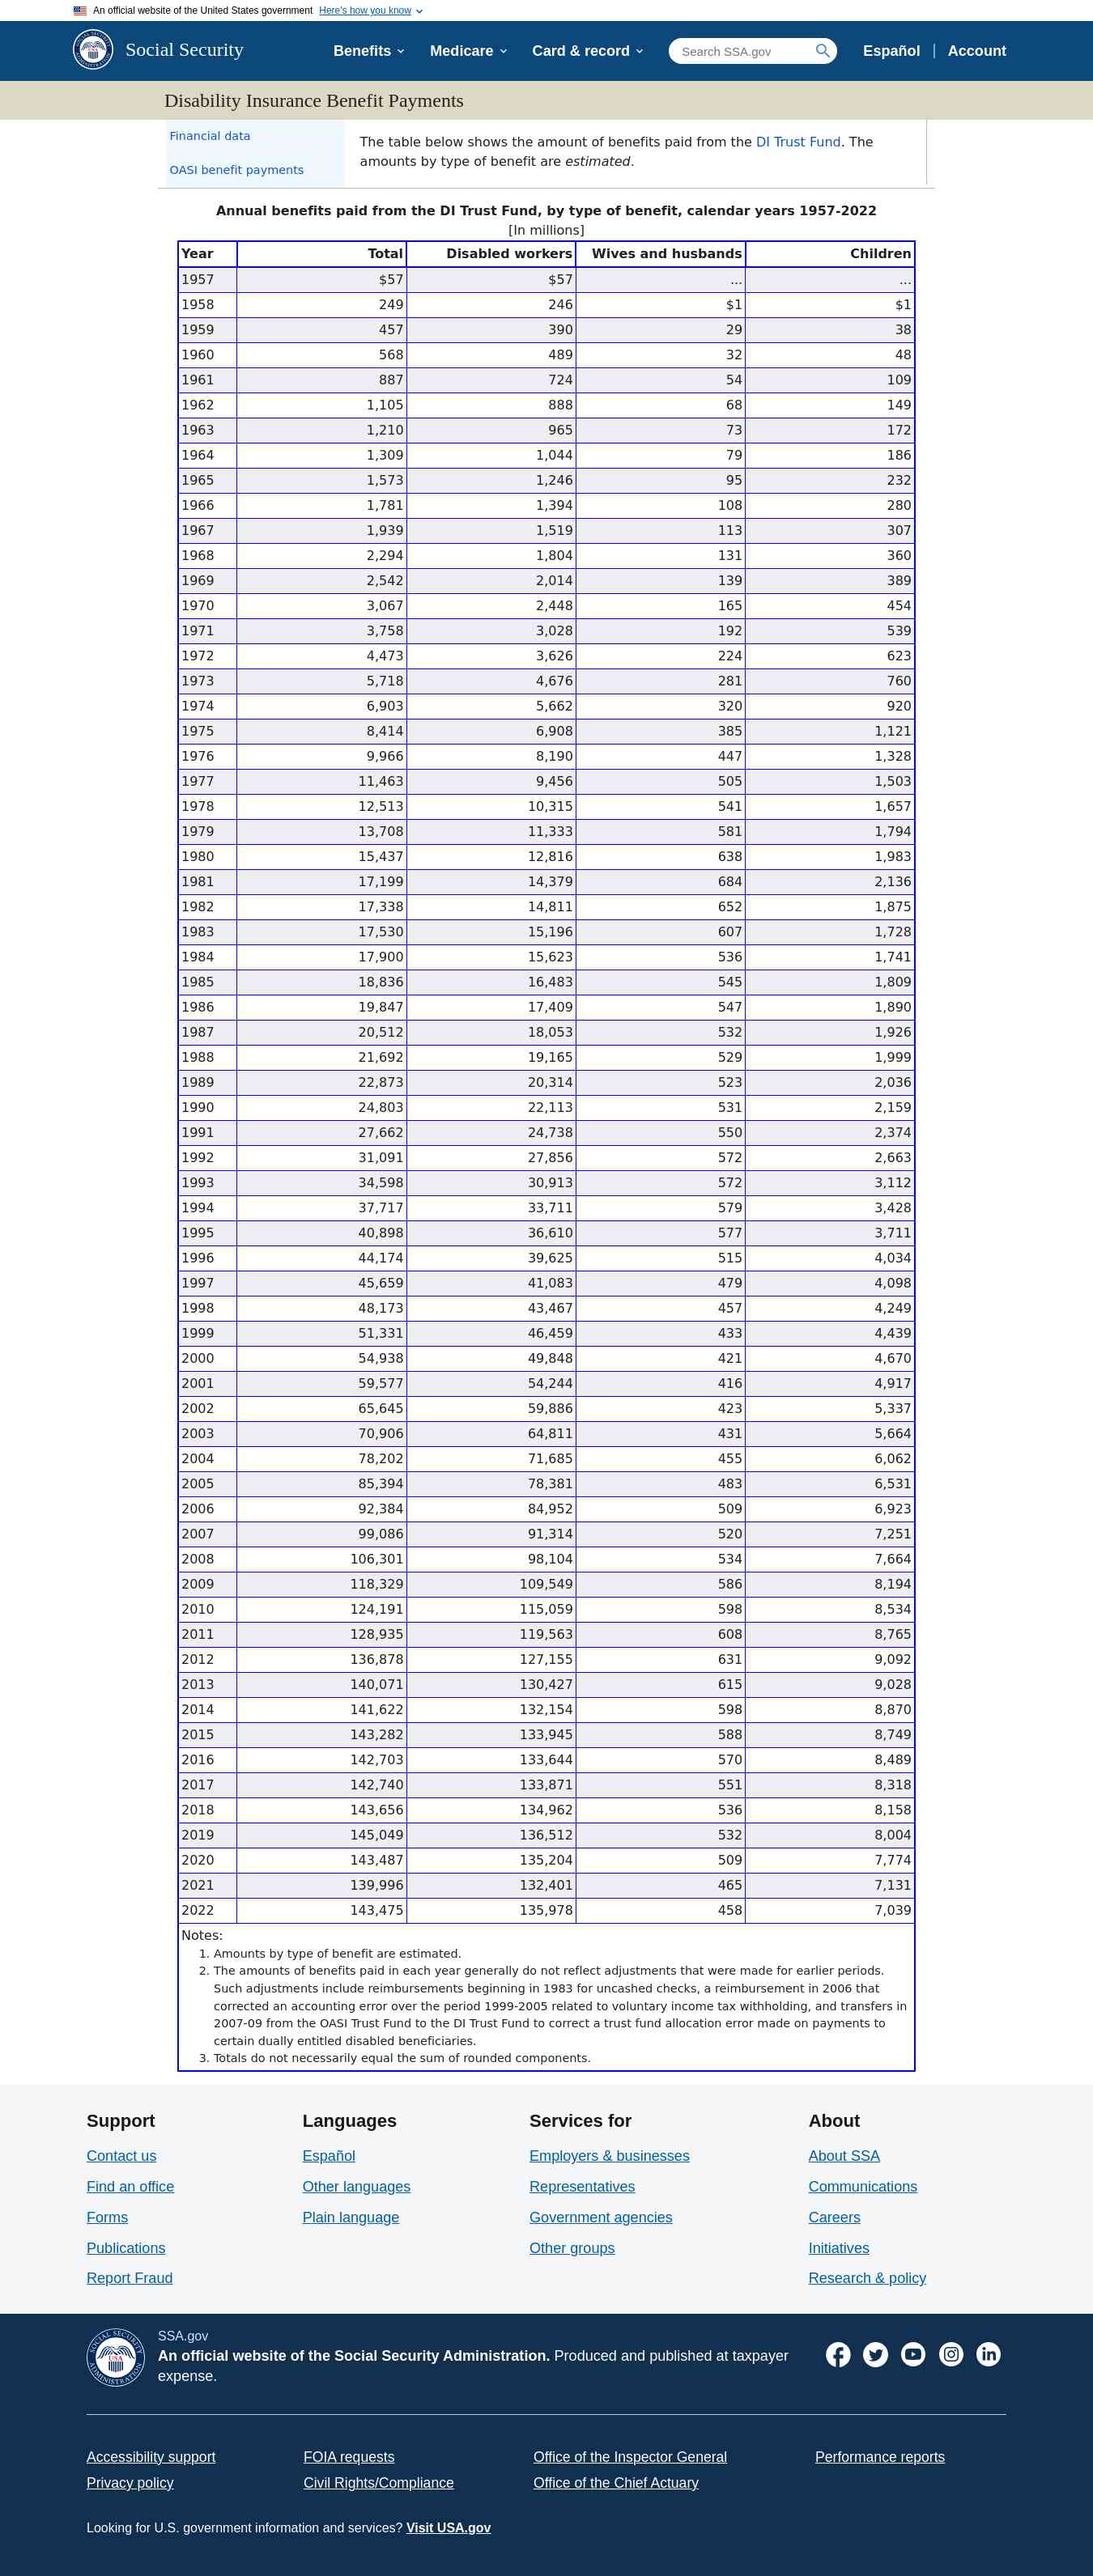 An official website of the United States government Here's how you know
Social Security Benefits Medicare Card & record Search SSA.gov Español Account
Disability Insurance Benefit Payments
Financial data
OASI benefit payments
The table below shows the amount of benefits paid from the DI Trust Fund. The
amounts by type of benefit are estimated.
Annual benefits paid from the DI Trust Fund, by type of benefit, calendar years 1957-2022
[In millions]
Year Total Disabled workers Wives and husbands Children
1957 $57 $57 ... ...
1958 249 246 $1 $1
1959 457 390 29 38
1960 568 489 32 48
1961 887 724 54 109
1962 1,105 888 68 149
1963 1,210 965 73 172
1964 1,309 1,044 79 186
1965 1,573 1,246 95 232
1966 1,781 1,394 108 280
1967 1,939 1,519 113 307
1968 2,294 1,804 131 360
1969 2,542 2,014 139 389
1970 3,067 2,448 165 454
1971 3,758 3,028 192 539
1972 4,473 3,626 224 623
1973 5,718 4,676 281 760
1974 6,903 5,662 320 920
1975 8,414 6,908 385 1,121
1976 9,966 8,190 447 1,328
1977 11,463 9,456 505 1,503
1978 12,513 10,315 541 1,657
1979 13,708 11,333 581 1,794
1980 15,437 12,816 638 1,983
1981 17,199 14,379 684 2,136
1982 17,338 14,811 652 1,875
1983 17,530 15,196 607 1,728
1984 17,900 15,623 536 1,741
1985 18,836 16,483 545 1,809
1986 19,847 17,409 547 1,890
1987 20,512 18,053 532 1,926
1988 21,692 19,165 529 1,999
1989 22,873 20,314 523 2,036
1990 24,803 22,113 531 2,159
1991 27,662 24,738 550 2,374
1992 31,091 27,856 572 2,663
1993 34,598 30,913 572 3,112
1994 37,717 33,711 579 3,428
1995 40,898 36,610 577 3,711
1996 44,174 39,625 515 4,034
1997 45,659 41,083 479 4,098
1998 48,173 43,467 457 4,249
1999 51,331 46,459 433 4,439
2000 54,938 49,848 421 4,670
2001 59,577 54,244 416 4,917
2002 65,645 59,886 423 5,337
2003 70,906 64,811 431 5,664
2004 78,202 71,685 455 6,062
2005 85,394 78,381 483 6,531
2006 92,384 84,952 509 6,923
2007 99,086 91,314 520 7,251
2008 106,301 98,104 534 7,664
2009 118,329 109,549 586 8,194
2010 124,191 115,059 598 8,534
2011 128,935 119,563 608 8,765
2012 136,878 127,155 631 9,092
2013 140,071 130,427 615 9,028
2014 141,622 132,154 598 8,870
2015 143,282 133,945 588 8,749
2016 142,703 133,644 570 8,489
2017 142,740 133,871 551 8,318
2018 143,656 134,962 536 8,158
2019 145,049 136,512 532 8,004
2020 143,487 135,204 509 7,774
2021 139,996 132,401 465 7,131
2022 143,475 135,978 458 7,039
Notes:
1. Amounts by type of benefit are estimated.
2. The amounts of benefits paid in each year generally do not reflect adjustments that were made for earlier periods.
Such adjustments include reimbursements beginning in 1983 for uncashed checks, a reimbursement in 2006 that
corrected an accounting error over the period 1999-2005 related to voluntary income tax withholding, and transfers in
2007-09 from the OASI Trust Fund to the DI Trust Fund to correct a trust fund allocation error made on payments to
certain dually entitled disabled beneficiaries.
3. Totals do not necessarily equal the sum of rounded components.
Support Languages Services for About
Contact us Español Employers & businesses About SSA
Find an office Other languages Representatives Communications
Forms Plain language Government agencies Careers
Publications Other groups Initiatives
Report Fraud Research & policy
SSA.gov
An official website of the Social Security Administration. Produced and published at taxpayer
expense.
Accessibility support FOIA requests Office of the Inspector General Performance reports
Privacy policy Civil Rights/Compliance Office of the Chief Actuary
Looking for U.S. government information and services? Visit USA.gov